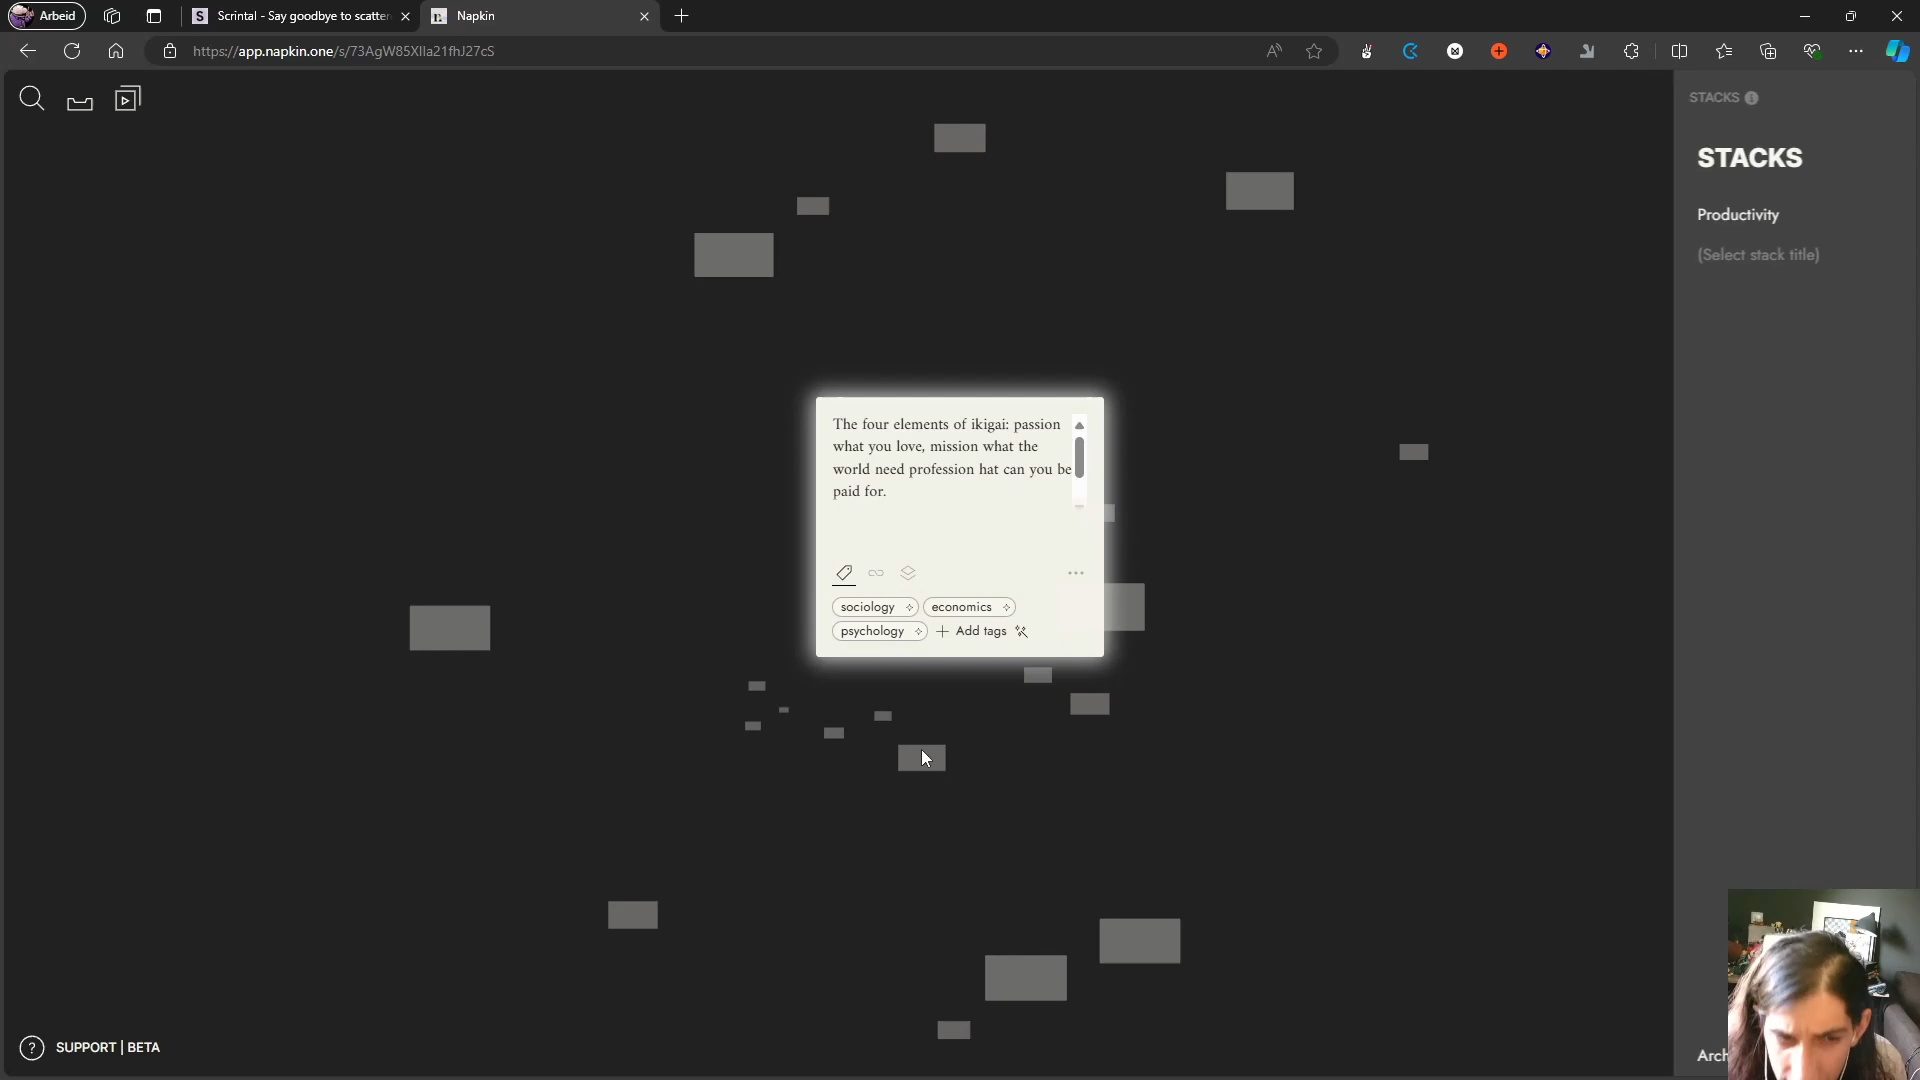 Arbeid
Scrintal - Say goodbye to scatter
Napkin
https://app.napkin.one/s/73AgW85XIla21fhJ27cS
STACKS
STACKS
Productivity
(Select stack title)
The four elements of ikigai: passion
what you love, mission what the
world need profession hat can you be
paid for.
sociology
economics
psychology
Add tags
SUPPORT | BETA
Arch